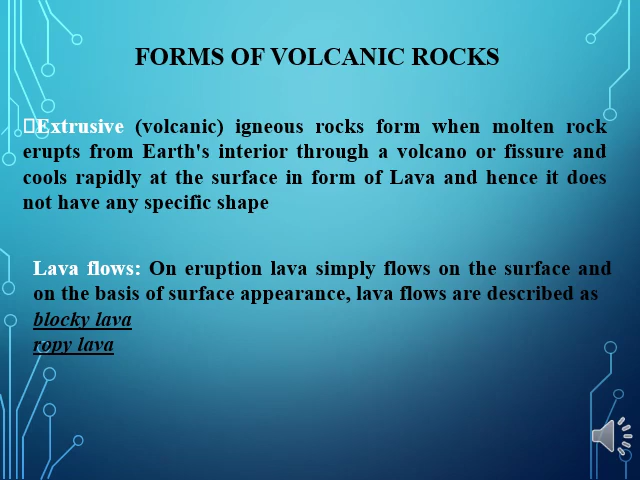 FORMS OF VOLCANIC ROCKS
Extrusive (volcanic) igneous rocks form when molten rock
erupts from Earth's interior through a volcano or fissure and
cools rapidly at the surface in form of Lava and hence it does
not have any specific shape
Lava flows: On eruption lava simply flows on the surface and
on the basis of surface appearance, lava flows are described as
blocky lava
ropy lava